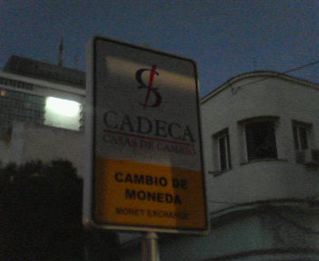 CADECA
CASAS DE CAMBIO
CAMBIO DE
MONEDA
MONEY EXCHANGE